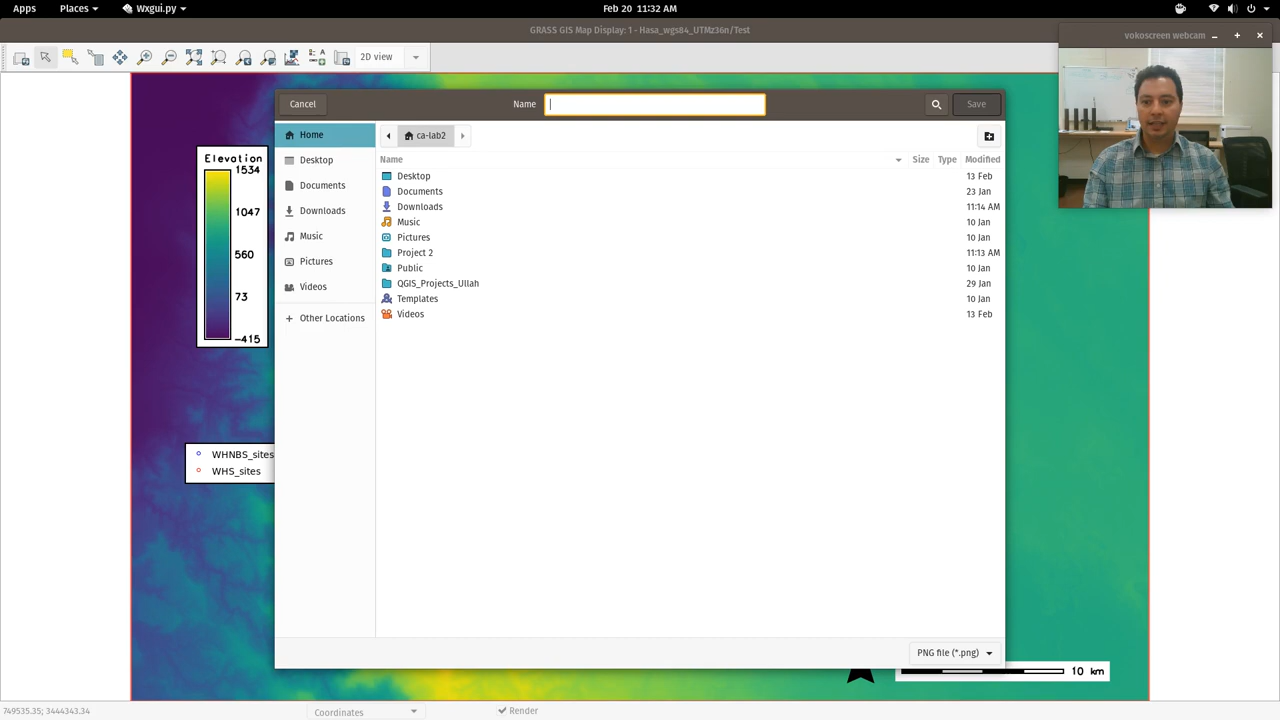 Apps Places Wxgui.py Feb 20 11:32 AM
GRASS GIS Map Display: 1 - Hasa_wgs84_UTMz36n/Test
vokoscreen webcam
2D view
Cancel Name Save
Home ca-lab2
Desktop
Documents
Downloads
Music
Pictures
Videos
Other Locations
Name Size Type Modified
Desktop 13 Feb
Documents 23 Jan
Downloads 11:14 AM
Music 10 Jan
Pictures 10 Jan
Project 2 11:13 AM
Public 10 Jan
QGIS_Projects_Ullah 29 Jan
Templates 10 Jan
Videos 13 Feb
PNG file (*.png)
Elevation
1534
1047
560
73
-415
WHNBS_sites
WHS_sites
10 km
749535.35; 3444343.34 Coordinates Render